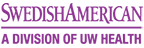 SWEDISHAMERICAN
A DIVISION OF UW HEALTH